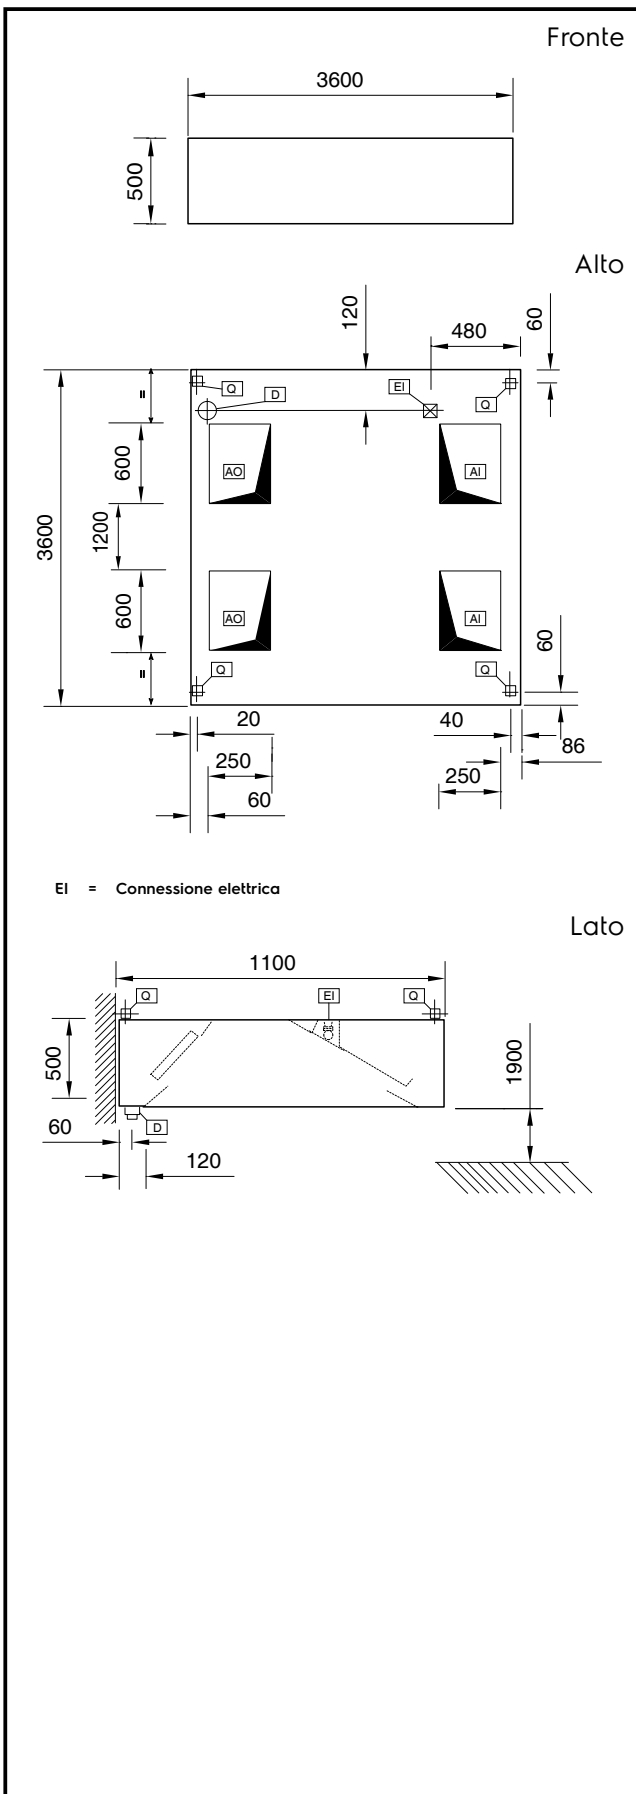 Fronte
3600
500
Alto
120
480
60
Q
D
EI
Q
=
600
AO
AI
1200
3600
600
AO
AI
=
Q
Q
60
20
40
86
250
250
60
EI = Connessione elettrica
Lato
1100
Q
EI
Q
500
1900
60
D
120